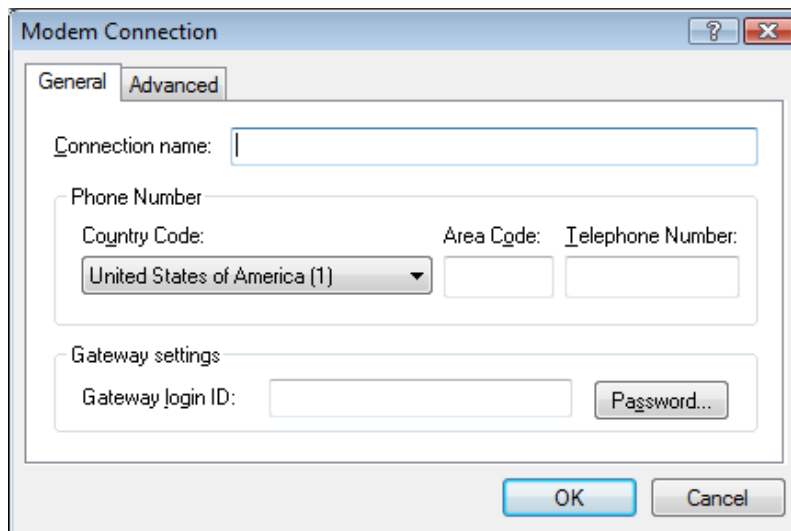 Modem Connection
General Advanced
Connection name:
Phone Number
Country Code: Area Code: Telephone Number:
United States of America (1)
Gateway settings
Gateway login ID: Password...
OK Cancel